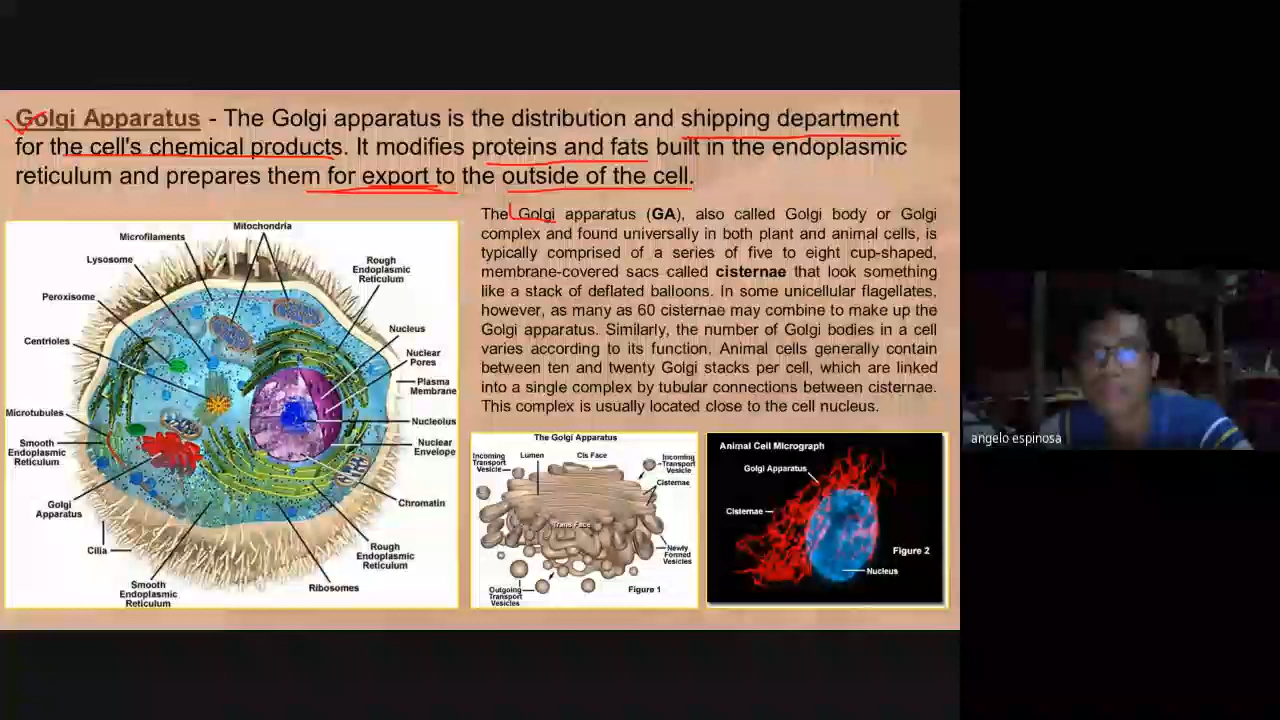 Golgi Apparatus - The Golgi apparatus is the distribution and shipping department
for the cell's chemical products. It modifies proteins and fats built in the endoplasmic
reticulum and prepares them for export to the outside of the cell.
Mitochondria
Microfilaments
Lysosome
Rough
Endoplasmic
Reticulum
Peroxisome
Nucleus
Centrioles
Nuclear
Pores
Plasma
Membrane
Microtubules
Nucleolus
Smooth
Endoplasmic
Reticulum
Nuclear
Envelope
Golgi
Apparatus
Chromatin
Cilia
Rough
Endoplasmic
Reticulum
Smooth
Endoplasmic
Reticulum
Ribosomes
The Golgi apparatus (GA), also called Golgi body or Golgi
complex and found universally in both plant and animal cells, is
typically comprised of a series of five to eight cup-shaped,
membrane-covered sacs called cisternae that look something
like a stack of deflated balloons. In some unicellular flagellates,
however, as many as 60 cisternae may combine to make up the
Golgi apparatus. Similarly, the number of Golgi bodies in a cell
varies according to its function. Animal cells generally contain
between ten and twenty Golgi stacks per cell, which are linked
into a single complex by tubular connections between cisternae.
This complex is usually located close to the cell nucleus.
The Golgi Apparatus
Incoming
Transport
Vesicle
Lumen
Cis Face
Incoming
Transport
Vesicle
Cisternae
Trans Face
Newly
Formed
Vesicles
Outgoing
Transport
Vesicles
Figure 1
Animal Cell Micrograph
Golgi Apparatus
Cisternae
Figure 2
Nucleus
angelo espinosa